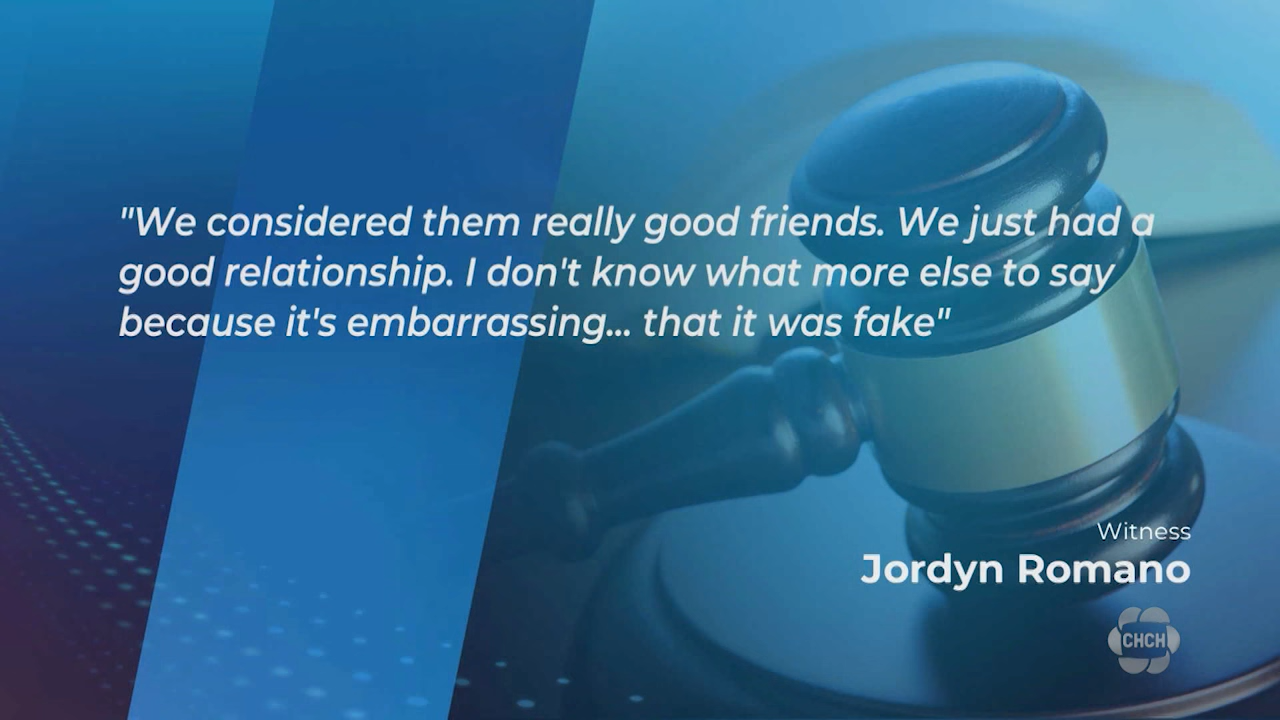 "We considered them really good friends. We just had a
good relationship. I don't know what more else to say
because it's embarrassing... that it was fake"
Witness
Jordyn Romano
CHCH